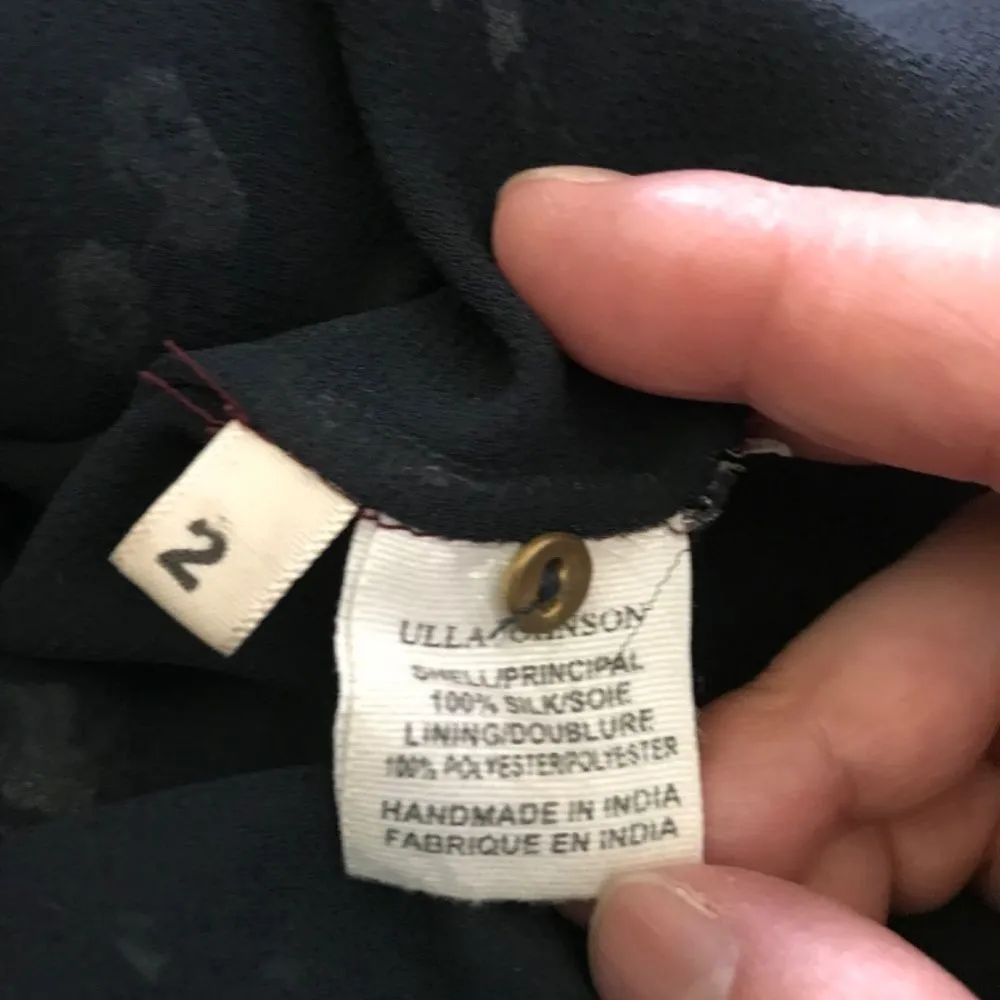 2
ULLA JOHNSON
SHELL/PRINCIPAL
100% SILK/SOIE
LINING/DOUBLURE
100% POLYESTER/POLYESTER
HANDMADE IN INDIA
FABRIQUE EN INDIA